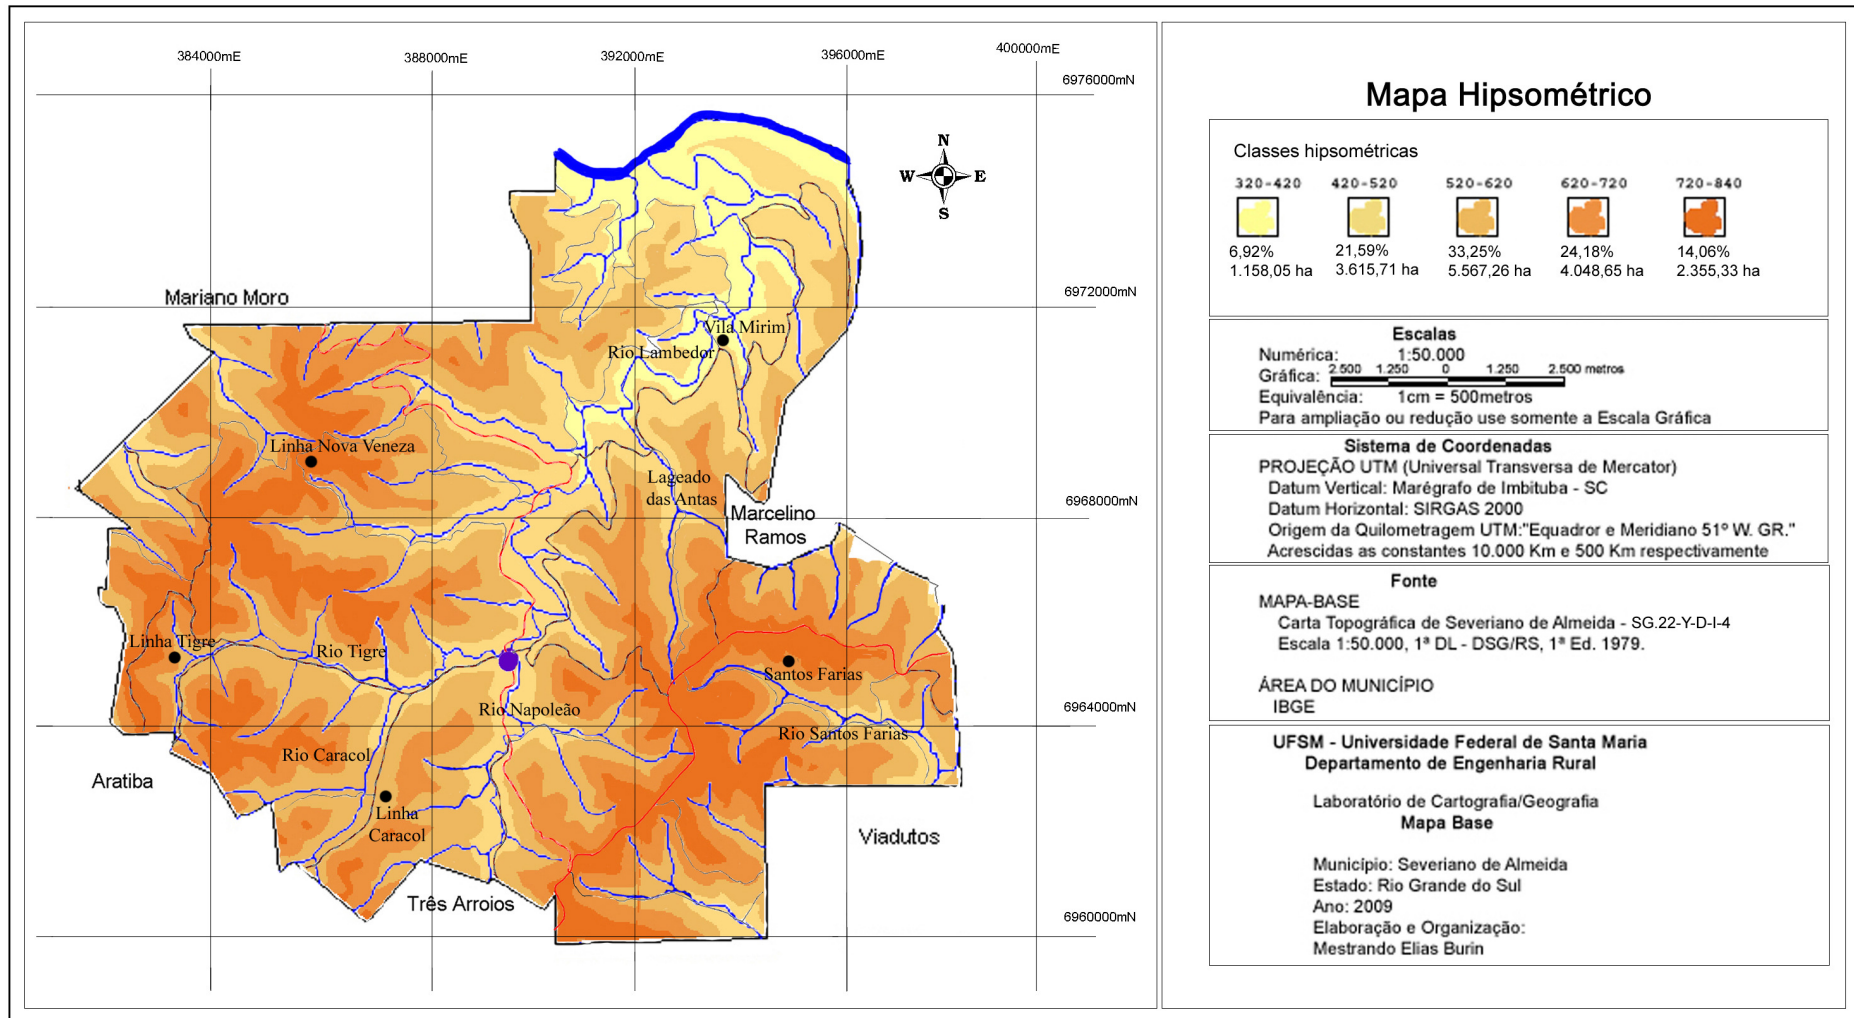 384000mE
388000mE
392000mE
396000mE
400000mE
6976000mN
N
W
E
S
Mariano Moro
6972000mN
Vila Mirim
Rio Lambedor
Linha Nova Veneza
Lageado
das Antas
6968000mN
Marcelino
Ramos
Linha Tigre
Rio Tigre
Santos Farias
Rio Napoleão
6964000mN
Rio Santos Farias
Rio Caracol
Aratiba
Linha
Caracol
Viadutos
Três Arroios
6960000mN
Mapa Hipsométrico
Classes hipsométricas
320-420 420-520 520-620 620-720 720-840
6,92% 21,59% 33,25% 24,18% 14,06%
1.158,05 ha 3.615,71 ha 5.567,26 ha 4.048,65 ha 2.355,33 ha
Escalas
Numérica: 1:50.000
Gráfica: 2.500 1.250 0 1.250 2.500 metros
Equivalência: 1cm = 500metros
Para ampliação ou redução use somente a Escala Gráfica
Sistema de Coordenadas
PROJEÇÃO UTM (Universal Transversa de Mercator)
Datum Vertical: Marégrafo de Imbituba - SC
Datum Horizontal: SIRGAS 2000
Origem da Quilometragem UTM:"Equador e Meridiano 51º W. GR."
Acrescidas as constantes 10.000 Km e 500 Km respectivamente
Fonte
MAPA-BASE
Carta Topográfica de Severiano de Almeida - SG.22-Y-D-I-4
Escala 1:50.000, 1ª DL - DSG/RS, 1ª Ed. 1979.
ÁREA DO MUNICÍPIO
IBGE
UFSM - Universidade Federal de Santa Maria
Departamento de Engenharia Rural
Laboratório de Cartografia/Geografia
Mapa Base
Município: Severiano de Almeida
Estado: Rio Grande do Sul
Ano: 2009
Elaboração e Organização:
Mestrando Elias Burin